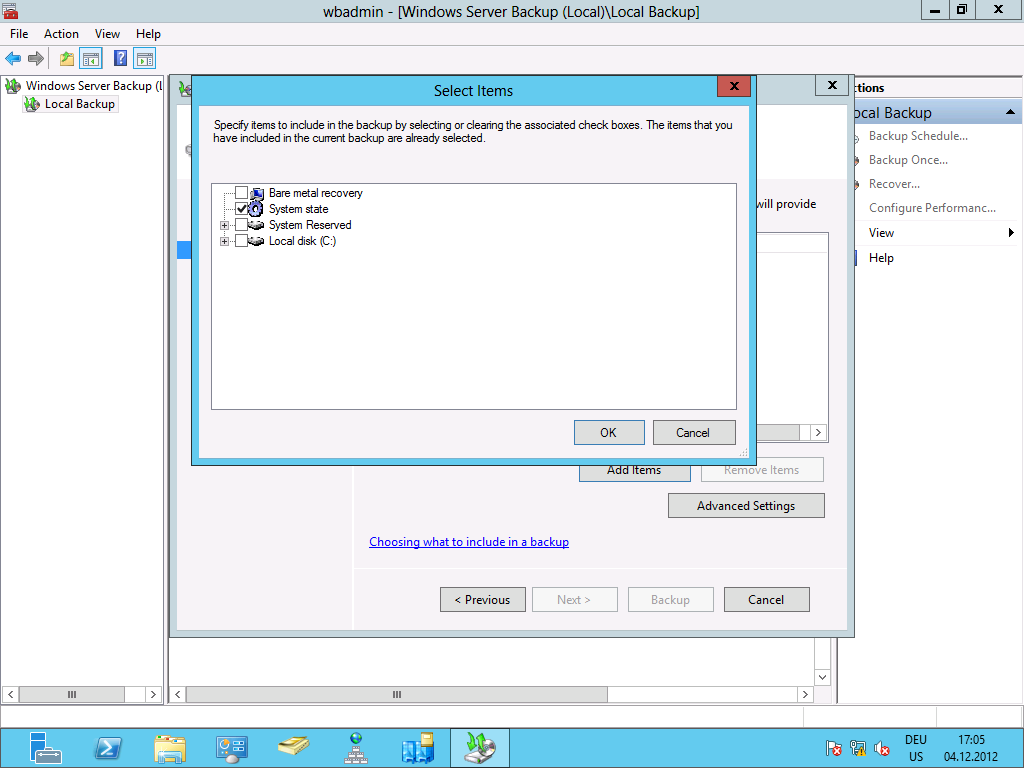 wbadmin - [Windows Server Backup (Local)\Local Backup]
File Action View Help
Windows Server Backup (L
Local Backup
Select Items
Specify items to include in the backup by selecting or clearing the associated check boxes. The items that you
have included in the current backup are already selected.
Bare metal recovery
System state
System Reserved
Local disk (C:)
OK Cancel
will provide
Add Items Remove Items
Advanced Settings
Choosing what to include in a backup
< Previous Next > Backup Cancel
ctions
ocal Backup
Backup Schedule...
Backup Once...
Recover...
Configure Performanc...
View
Help
DEU 17:05
US 04.12.2012